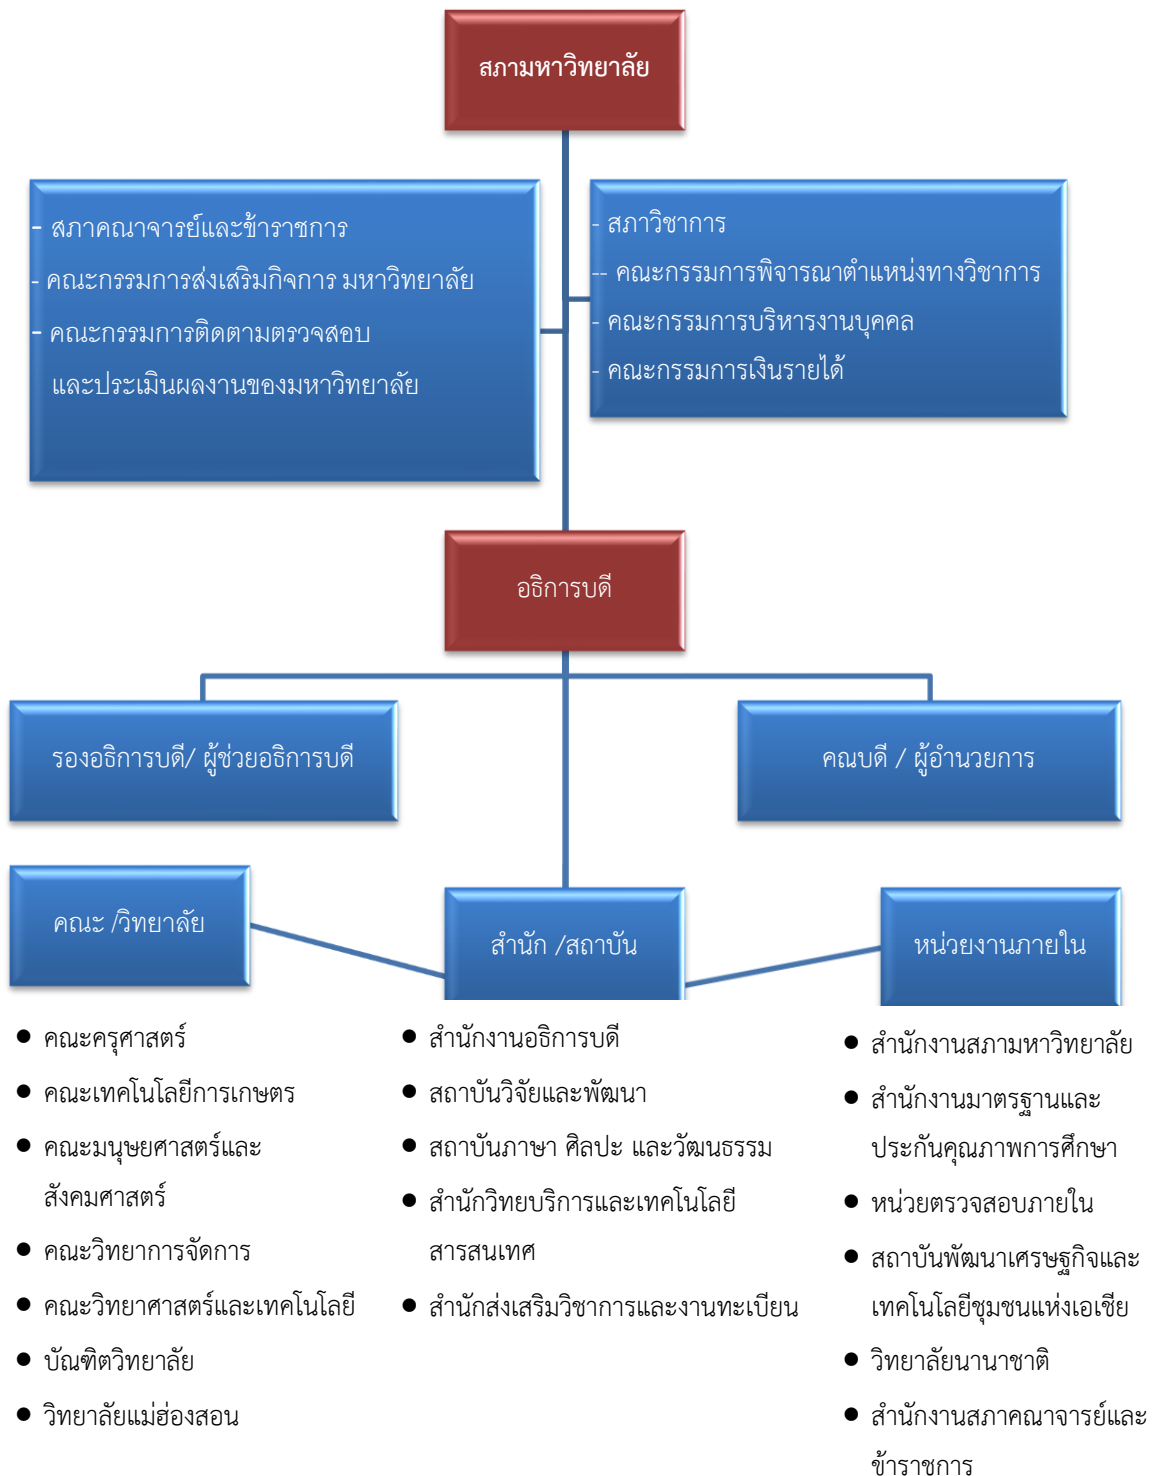 สภามหาวิทยาลัย
- สภาคณาจารย์และข้าราชการ
- คณะกรรมการส่งเสริมกิจการ มหาวิทยาลัย
- คณะกรรมการติดตามตรวจสอบ
และประเมินผลงานของมหาวิทยาลัย
- สภาวิชาการ
-- คณะกรรมการพิจารณาตำแหน่งทางวิชาการ
- คณะกรรมการบริหารงานบุคคล
- คณะกรรมการเงินรายได้
อธิการบดี
รองอธิการบดี/ ผู้ช่วยอธิการบดี
คณบดี / ผู้อำนวยการ
คณะ /วิทยาลัย
สำนัก /สถาบัน
หน่วยงานภายใน
● คณะครุศาสตร์
● คณะเทคโนโลยีการเกษตร
● คณะมนุษยศาสตร์และ
สังคมศาสตร์
● คณะวิทยาการจัดการ
● คณะวิทยาศาสตร์และเทคโนโลยี
● บัณฑิตวิทยาลัย
● วิทยาลัยแม่ฮ่องสอน
● สำนักงานอธิการบดี
● สถาบันวิจัยและพัฒนา
● สถาบันภาษา ศิลปะ และวัฒนธรรม
● สำนักวิทยบริการและเทคโนโลยี
สารสนเทศ
● สำนักส่งเสริมวิชาการและงานทะเบียน
● สำนักงานสภามหาวิทยาลัย
● สำนักงานมาตรฐานและ
ประกันคุณภาพการศึกษา
● หน่วยตรวจสอบภายใน
● สถาบันพัฒนาเศรษฐกิจและ
เทคโนโลยีชุมชนแห่งเอเชีย
● วิทยาลัยนานาชาติ
● สำนักงานสภาคณาจารย์และ
ข้าราชการ